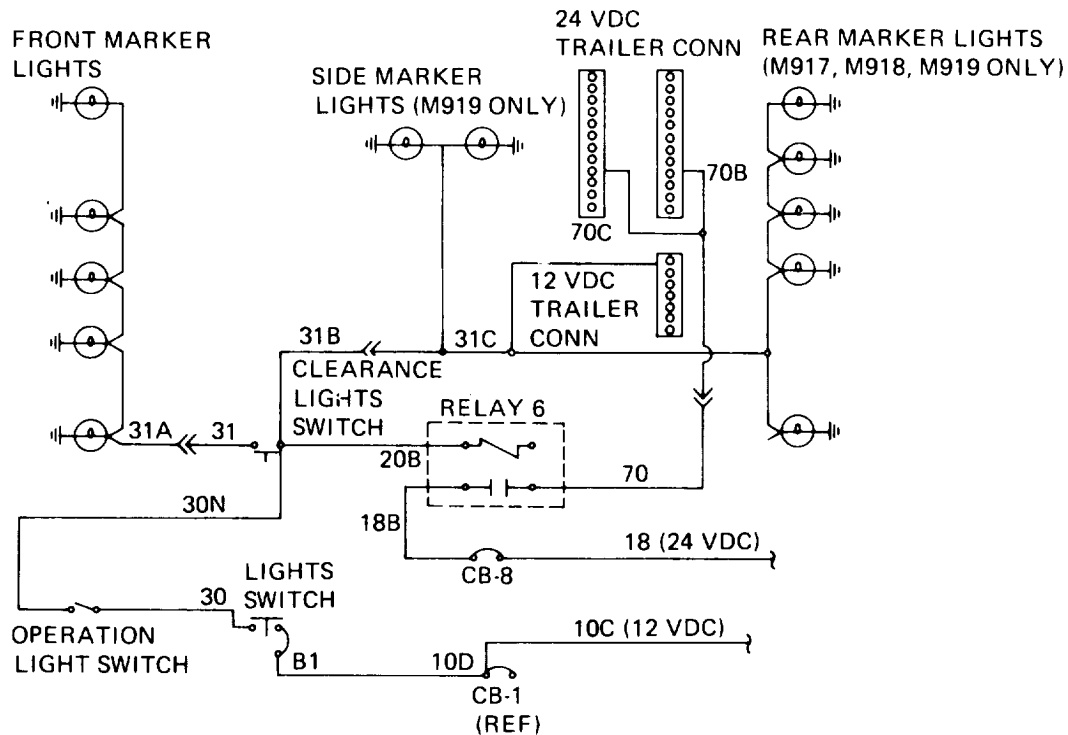 24 VDC
TRAILER CONN
FRONT MARKER
LIGHTS
REAR MARKER LIGHTS
(M917, M918, M919 ONLY)
SIDE MARKER
LIGHTS (M919 ONLY)
70B
70C
12 VDC
TRAILER
CONN
31B
31C
CLEARANCE
LIGHTS
SWITCH
RELAY 6
31A
31
20B
70
30N
18B
18 (24 VDC)
CB-8
LIGHTS
SWITCH
30
OPERATION
LIGHT SWITCH
10C (12 VDC)
B1
10D
CB-1
(REF)